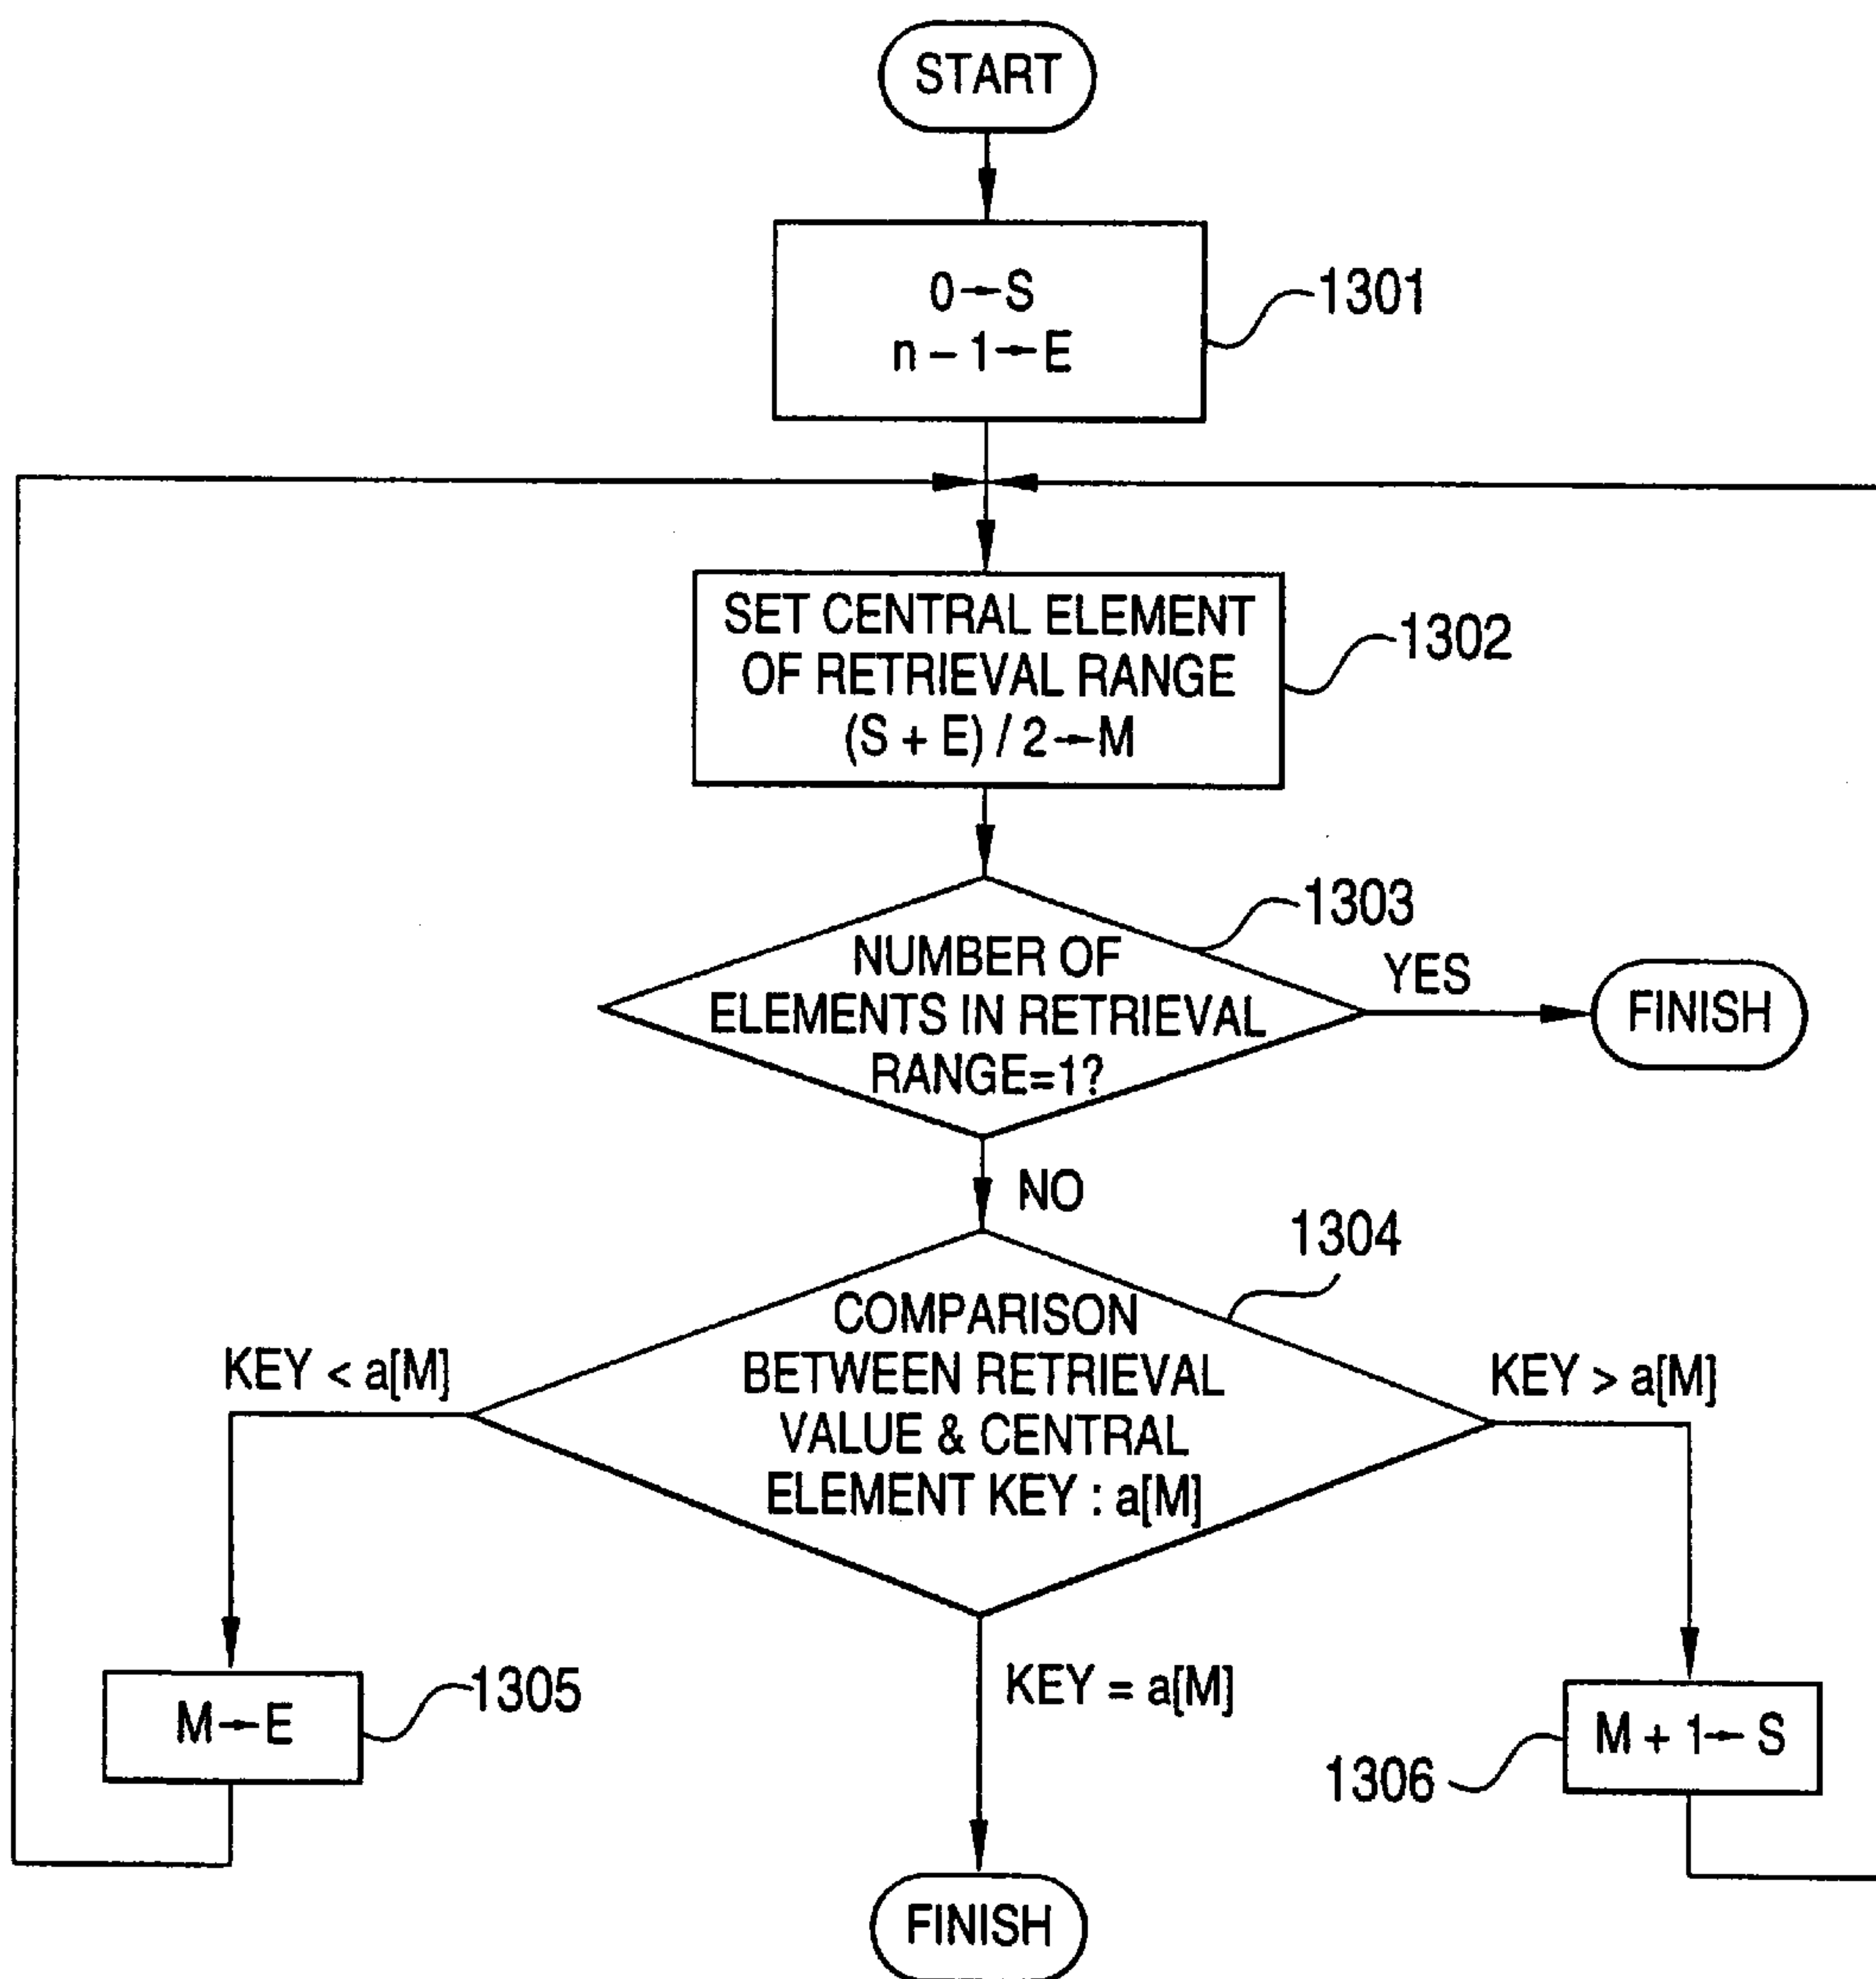 START
0→S
n – 1→E
1301
SET CENTRAL ELEMENT
OF RETRIEVAL RANGE
(S + E) / 2→M
1302
1303
NUMBER OF
ELEMENTS IN RETRIEVAL
RANGE=1?
YES
FINISH
NO
1304
COMPARISON
BETWEEN RETRIEVAL
VALUE & CENTRAL
ELEMENT KEY : a[M]
KEY < a[M]
KEY > a[M]
M→E
1305
KEY = a[M]
M + 1→ S
1306
FINISH